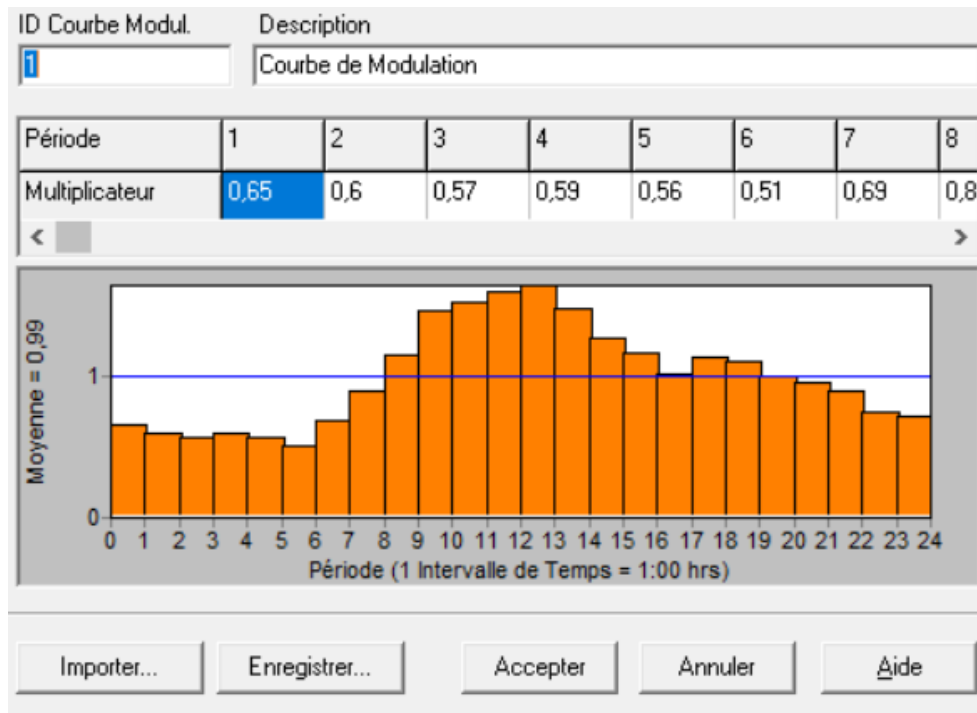 ID Courbe Modul. Description
1 Courbe de Modulation
Période 1 2 3 4 5 6 7 8
Multiplicateur 0,65 0,6 0,57 0,59 0,56 0,51 0,69 0,8
< >
Moyenne = 0,99
1
0
0 1 2 3 4 5 6 7 8 9 10 11 12 13 14 15 16 17 18 19 20 21 22 23 24
Période (1 Intervalle de Temps = 1:00 hrs)
Importer... Enregistrer... Accepter Annuler Aide